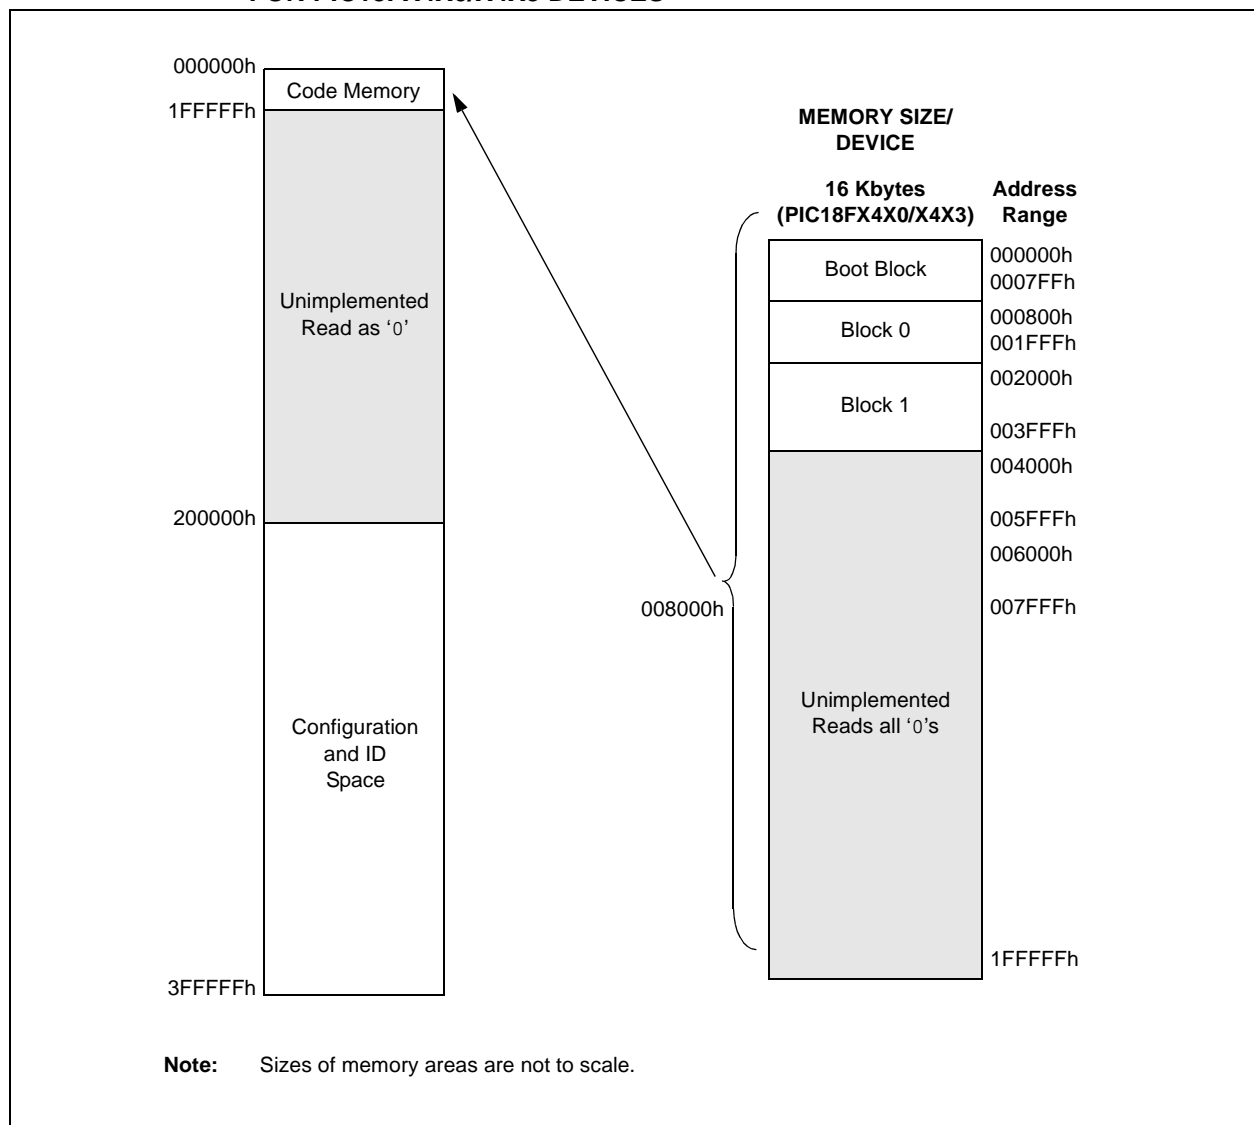 000000h
Code Memory
1FFFFFh
Unimplemented
Read as ‘0’
200000h
Configuration
and ID
Space
3FFFFFh
008000h
MEMORY SIZE/
DEVICE
16 Kbytes
(PIC18FX4X0/X4X3)
Address
Range
Boot Block
000000h
0007FFh
Block 0
000800h
001FFFh
Block 1
002000h
003FFFh
004000h
005FFFh
006000h
007FFFh
Unimplemented
Reads all ‘0’s
1FFFFFh
Note: Sizes of memory areas are not to scale.